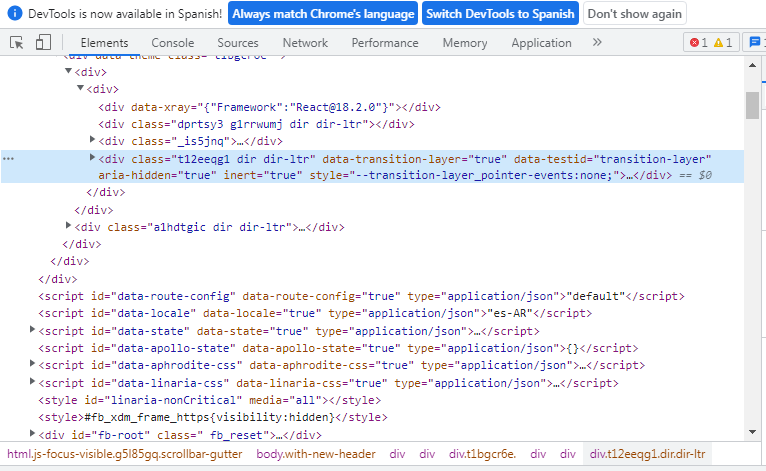 DevTools is now available in Spanish! Always match Chrome's language Switch DevTools to Spanish Don't show again
Elements Console Sources Network Performance Memory Application » 1 1
<div>
<div>
<div data-xray="{"Framework":"React@18.2.0"}"></div>
<div class="dprtsy3 g1rrwumj dir dir-ltr"></div>
<div class="_is5jnq">…</div>
<div class="t12eeqg1 dir dir-ltr" data-transition-layer="true" data-testid="transition-layer"
aria-hidden="true" inert="true" style="--transition-layer_pointer-events:none;">…</div> == $0
</div>
</div>
<div class="a1hdtgic dir dir-ltr">…</div>
</div>
</div>
</div>
<script id="data-route-config" data-route-config="true" type="application/json">"default"</script>
<script id="data-locale" data-locale="true" type="application/json">"es-AR"</script>
<script id="data-state" data-state="true" type="application/json">…</script>
<script id="data-apollo-state" data-apollo-state="true" type="application/json">{}</script>
<script id="data-aphrodite-css" data-aphrodite-css="true" type="application/json">…</script>
<script id="data-linaria-css" data-linaria-css="true" type="application/json">…</script>
<style id="linaria-nonCritical" media="all"></style>
<style>#fb_xdm_frame_https{visibility:hidden}</style>
<div id="fb-root" class=" fb_reset">…</div>
html.js-focus-visible.g5l85gq.scrollbar-gutter body.with-new-header div div div.t1bgcr6e. div div div div.t12eeqg1.dir.dir-ltr